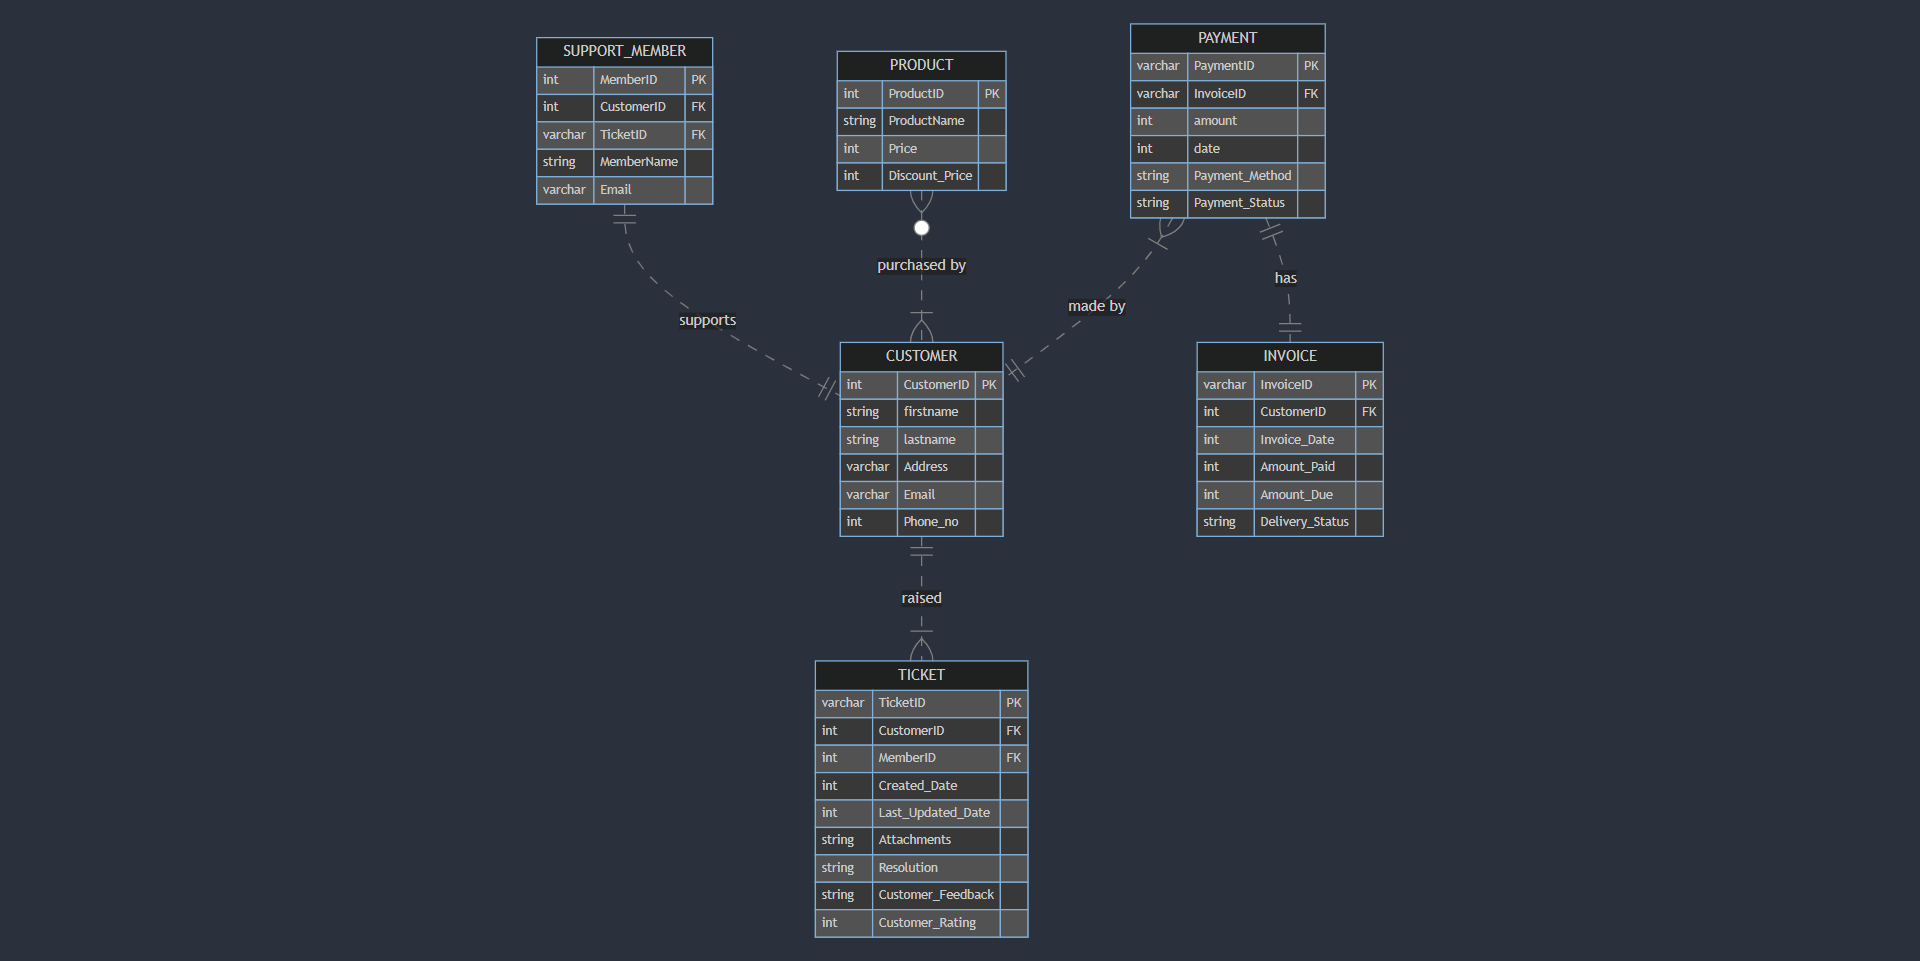 SUPPORT_MEMBER
int MemberID PK
int CustomerID FK
varchar TicketID FK
string MemberName
varchar Email
PRODUCT
int ProductID PK
string ProductName
int Price
int Discount_Price
PAYMENT
varchar PaymentID PK
varchar InvoiceID FK
int amount
int date
string Payment_Method
string Payment_Status
purchased by
has
made by
supports
CUSTOMER
int CustomerID PK
string firstname
string lastname
varchar Address
varchar Email
int Phone_no
INVOICE
varchar InvoiceID PK
int CustomerID FK
int Invoice_Date
int Amount_Paid
int Amount_Due
string Delivery_Status
raised
TICKET
varchar TicketID PK
int CustomerID FK
int MemberID FK
int Created_Date
int Last_Updated_Date
string Attachments
string Resolution
string Customer_Feedback
int Customer_Rating